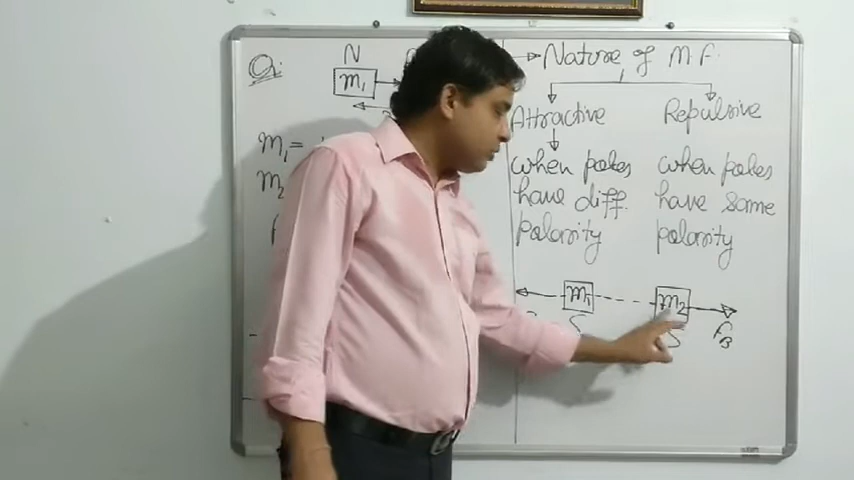 Q:
N
m₁
m₁ =
m₂
Nature of M F.
Attractive
Repulsive
when poles
have diff.
polarity
when poles
have same
polarity
m₁
m₂
S
S
F_B